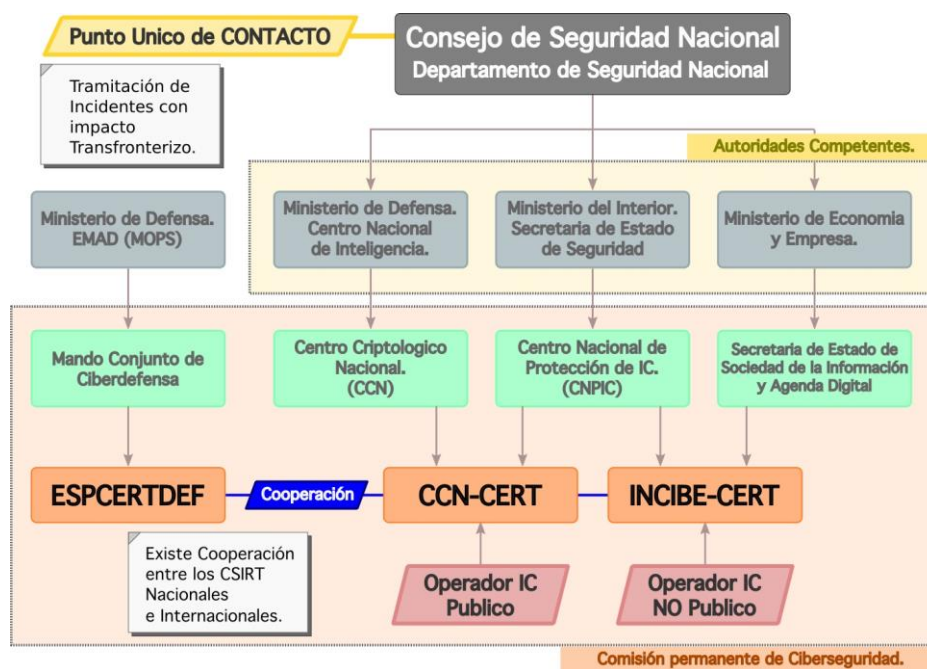 Punto Unico de CONTACTO
Consejo de Seguridad Nacional
Departamento de Seguridad Nacional
Tramitación de
Incidentes con
impacto
Transfronterizo.
Autoridades Competentes.
Ministerio de Defensa.
EMAD (MOPS)
Ministerio de Defensa.
Centro Nacional
de Inteligencia.
Ministerio del Interior.
Secretaria de Estado
de Seguridad
Ministerio de Economia
y Empresa.
Mando Conjunto de
Ciberdefensa
Centro Criptologico
Nacional.
(CCN)
Centro Nacional de
Protección de IC.
(CNPIC)
Secretaria de Estado de
Sociedad de la Información
y Agenda Digital
ESPCERTDEF
Cooperación
CCN-CERT
INCIBE-CERT
Existe Cooperación
entre los CSIRT
Nacionales
e Internacionales.
Operador IC
Publico
Operador IC
NO Publico
Comisión permanente de Ciberseguridad.